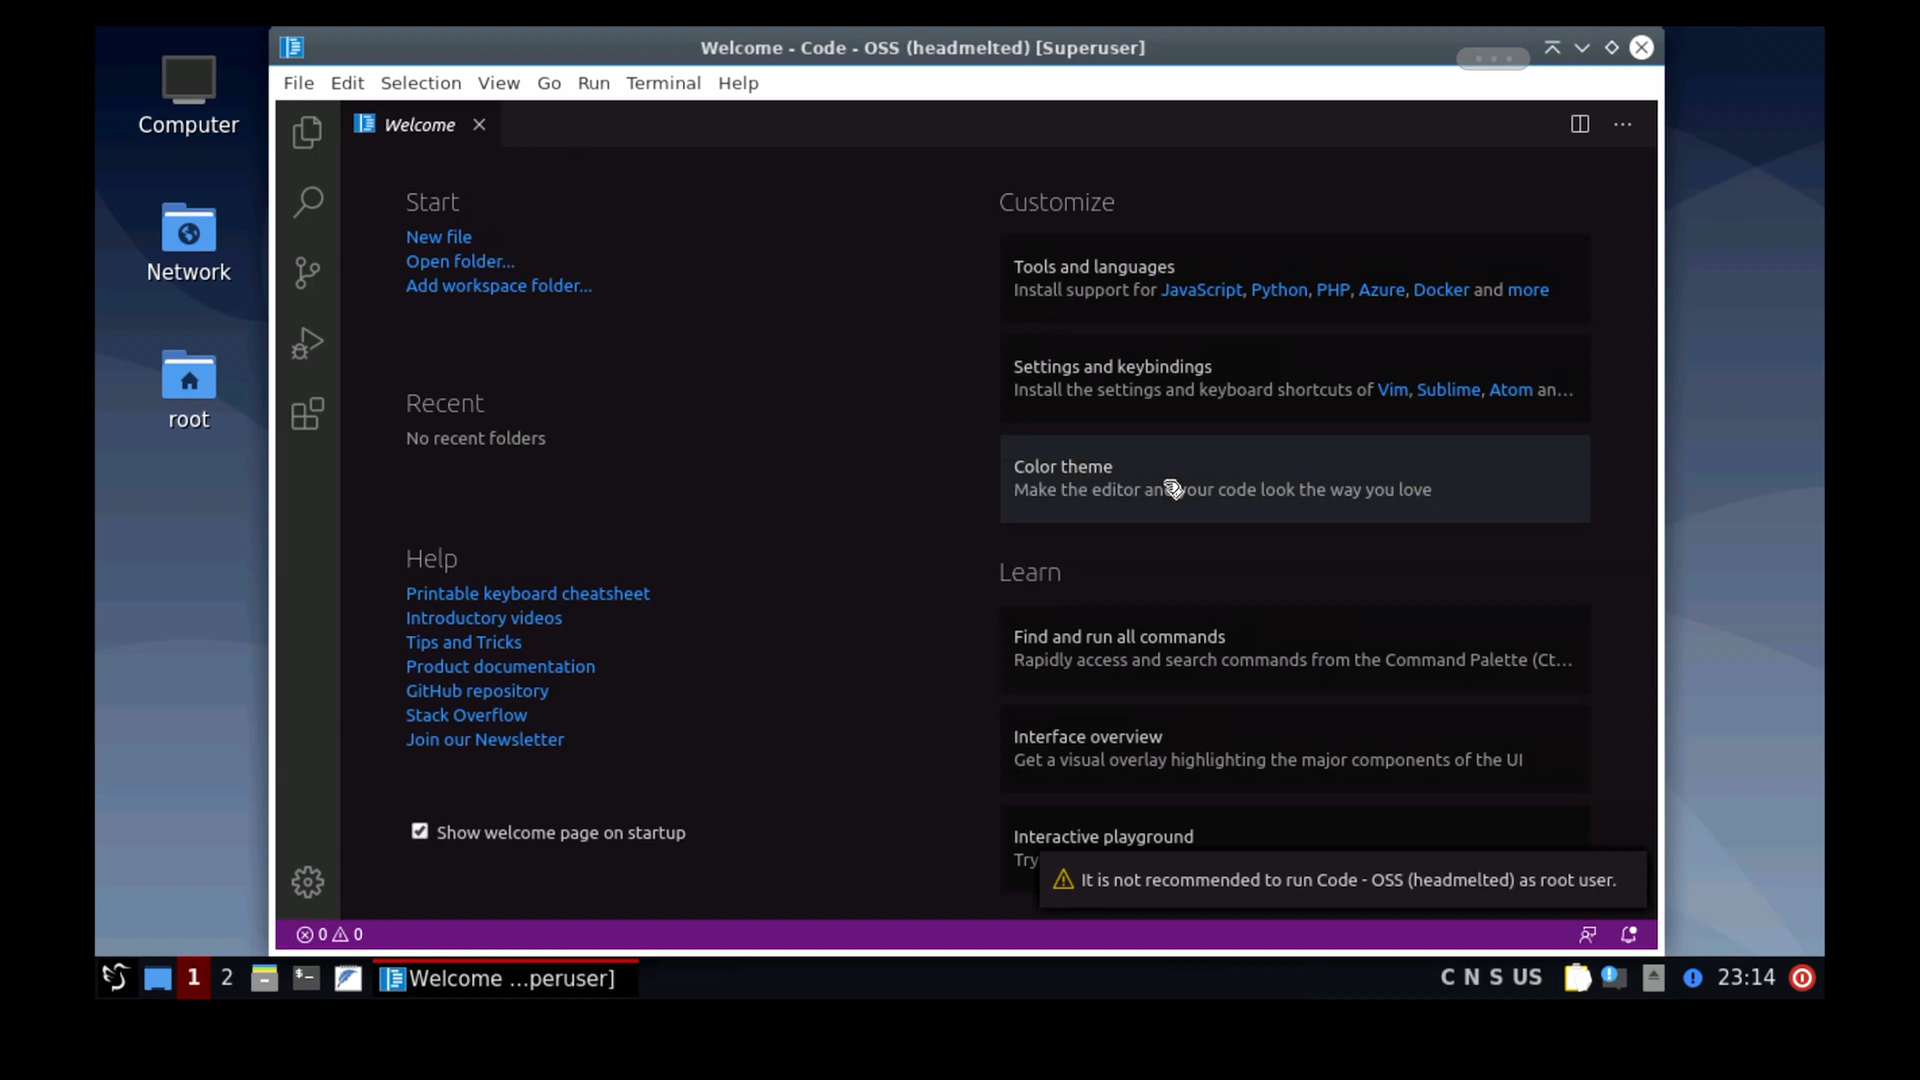 Computer
Network
root
Welcome - Code - OSS (headmelted) [Superuser]
File Edit Selection View Go Run Terminal Help
Welcome
Start
New file
Open folder...
Add workspace folder...
Recent
No recent folders
Help
Printable keyboard cheatsheet
Introductory videos
Tips and Tricks
Product documentation
GitHub repository
Stack Overflow
Join our Newsletter
Show welcome page on startup
Customize
Tools and languages
Install support for JavaScript, Python, PHP, Azure, Docker and more
Settings and keybindings
Install the settings and keyboard shortcuts of Vim, Sublime, Atom an...
Color theme
Make the editor and your code look the way you love
Learn
Find and run all commands
Rapidly access and search commands from the Command Palette (Ct...
Interface overview
Get a visual overlay highlighting the major components of the UI
Interactive playground
Try
It is not recommended to run Code - OSS (headmelted) as root user.
0 0
1 2 Welcome ...peruser] C N S US 23:14